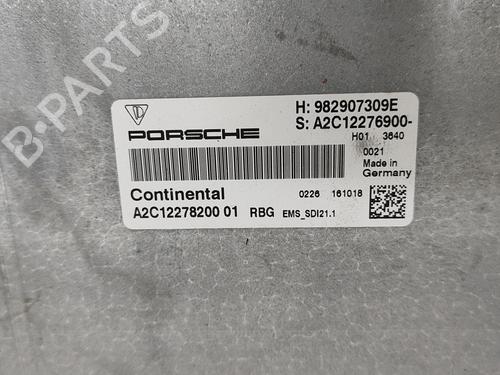 B-PARTS
PORSCHE
H: 982907309E
S: A2C12276900-
H01 3640
0021
Made in
Germany
Continental
0226 161018
A2C12278200 01 RBG EMS_SDI21.1